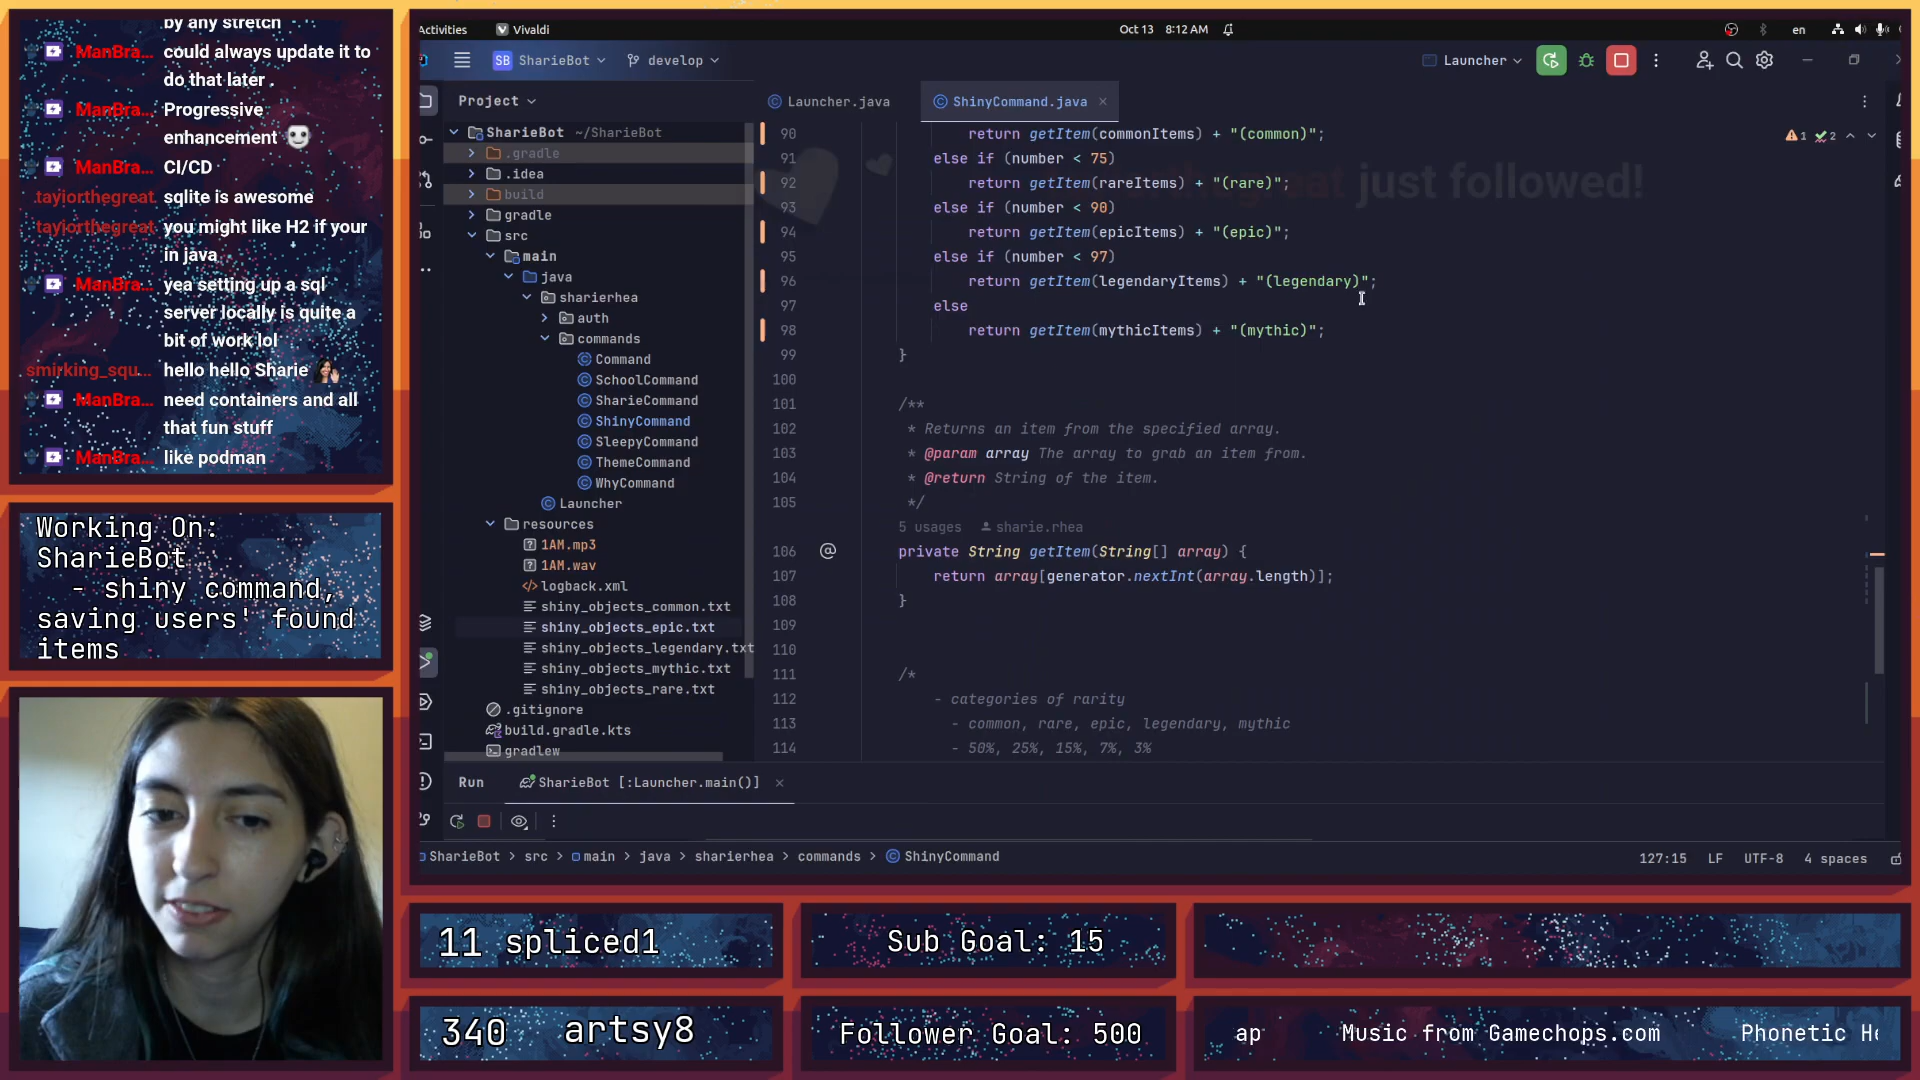 by any stretch
ManBra... could always update it to
do that later .
ManBra... Progressive
enhancement
ManBra... CI/CD
tayior.thegreat. sqlite is awesome
taylorthegreat you might like H2 if your
in java
ManBra... yea setting up a sql
server locally is quite a
bit of work lol
smirking_squ... hello hello Sharie
ManBra... need containers and all
that fun stuff
ManBra... like podman
Working On:
SharieBot
- shiny command,
saving users' found
items
Activities
Vivaldi
Oct 13 8:12 AM
en
SB SharieBot
develop
Launcher
Project
SharieBot ~/SharieBot
.gradle
.idea
build
gradle
src
main
java
sharierhea
auth
commands
Command
SchoolCommand
SharieCommand
ShinyCommand
SleepyCommand
ThemeCommand
WhyCommand
Launcher
resources
1AM.mp3
1AM.wav
logback.xml
shiny_objects_common.txt
shiny_objects_epic.txt
shiny_objects_legendary.txt
shiny_objects_mythic.txt
shiny_objects_rare.txt
.gitignore
build.gradle.kts
gradlew
Launcher.java
ShinyCommand.java
1 2
just followed!
90 return getItem(commonItems) + "(common)";
91 else if (number < 75)
92 return getItem(rareItems) + "(rare)";
93 else if (number < 90)
94 return getItem(epicItems) + "(epic)";
95 else if (number < 97)
96 return getItem(legendaryItems) + "(legendary)";
97 else
98 return getItem(mythicItems) + "(mythic)";
99 }
100
101 /**
102 * Returns an item from the specified array.
103 * @param array The array to grab an item from.
104 * @return String of the item.
105 */
5 usages sharie.rhea
106 @ private String getItem(String[] array) {
107 return array[generator.nextInt(array.length)];
108 }
109
110
111 /*
112 - categories of rarity
113 - common, rare, epic, legendary, mythic
114 - 50%, 25%, 15%, 7%, 3%
Run
SharieBot [:Launcher.main()]
SharieBot > src > main > java > sharierhea > commands > ShinyCommand
127:15 LF UTF-8 4 spaces
11 spliced1
Sub Goal: 15
340 artsy8
Follower Goal: 500
ap Music from Gamechops.com Phonetic